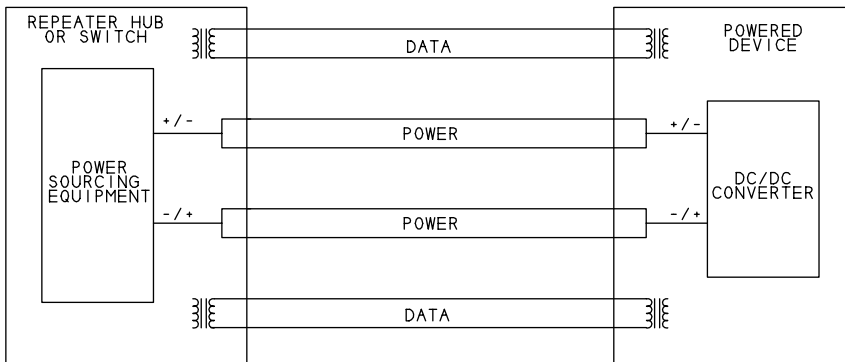 REPEATER HUB
OR SWITCH
DATA
POWERED
DEVICE
+/-
POWER
+/-
POWER
SOURCING
EQUIPMENT
DC/DC
CONVERTER
-/+
POWER
-/+
DATA